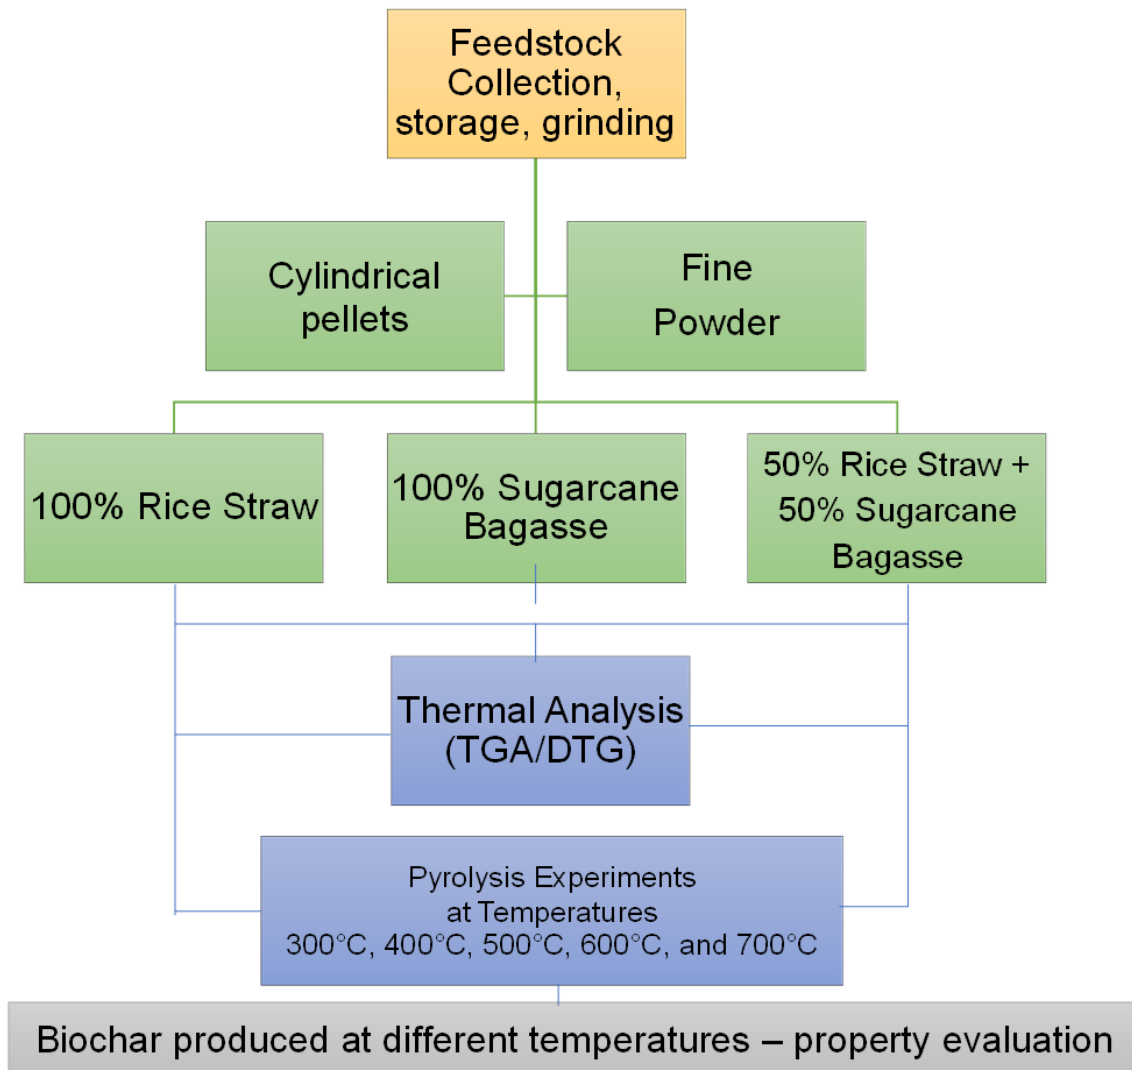 Feedstock
Collection,
storage, grinding
Cylindrical
pellets
Fine
Powder
100% Rice Straw
100% Sugarcane
Bagasse
50% Rice Straw +
50% Sugarcane
Bagasse
Thermal Analysis
(TGA/DTG)
Pyrolysis Experiments
at Temperatures
300°C, 400°C, 500°C, 600°C, and 700°C
Biochar produced at different temperatures – property evaluation